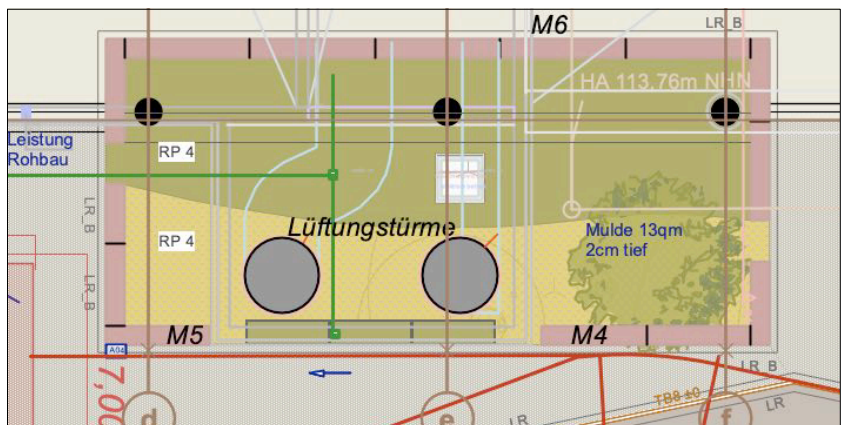 M6
LR_B
HA 113.76m NHN
Leistung
Rohbau
RP 4
LR_B
RP 4
Lüftungstürme
Mulde 13qm
2cm tief
LR_B
M5
M4
A04
7,00
LR_B
TB8 ±0
LR
LR
d
e
f